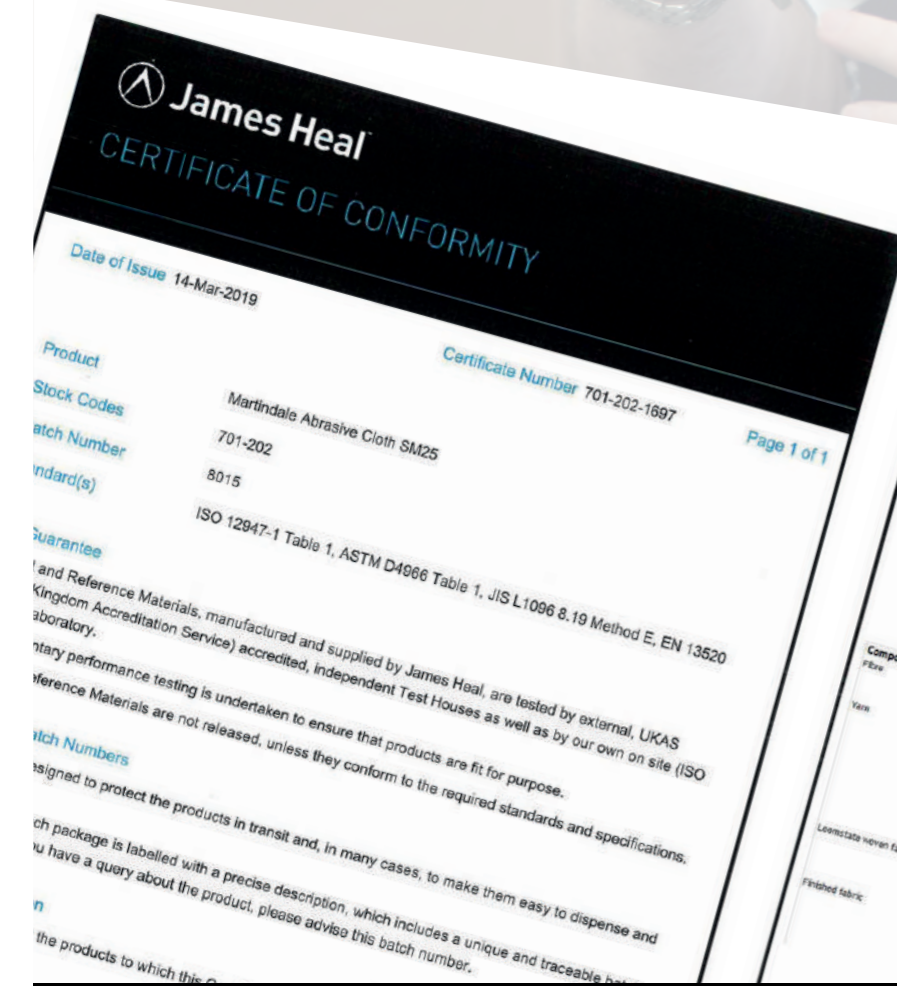 James Heal
CERTIFICATE OF CONFORMITY
Date of Issue 14-Mar-2019
Certificate Number 701-202-1697
Page 1 of 1
Product
Martindale Abrasive Cloth SM25
Stock Codes
701-202
atch Number
8015
ndard(s)
ISO 12947-1 Table 1, ASTM D4966 Table 1, JIS L1096 8.19 Method E, EN 13520
Guarantee
and Reference Materials, manufactured and supplied by James Heal, are tested by external, UKAS
Kingdom Accreditation Service) accredited, independent Test Houses as well as by our own on site (ISO
aboratory.
ntary performance testing is undertaken to ensure that products are fit for purpose.
eference Materials are not released, unless they conform to the required standards and specifications.
atch Numbers
esigned to protect the products in transit and, in many cases, to make them easy to dispense and
ch package is labelled with a precise description, which includes a unique and traceable
u have a query about the product, please advise this batch number.
on
the products to which this
Compo
Fibre
Yarn
Loomstate woven fa
Finished fabric